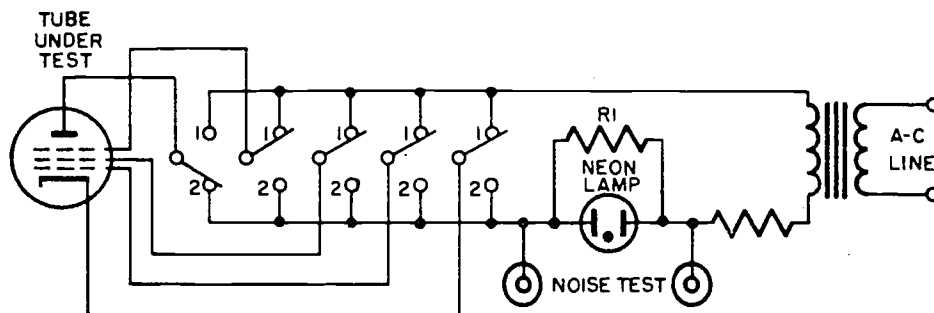 TUBE
UNDER
TEST
1
1
1
1
1
2
2
2
2
2
R1
NEON
LAMP
NOISE TEST
A-C
LINE